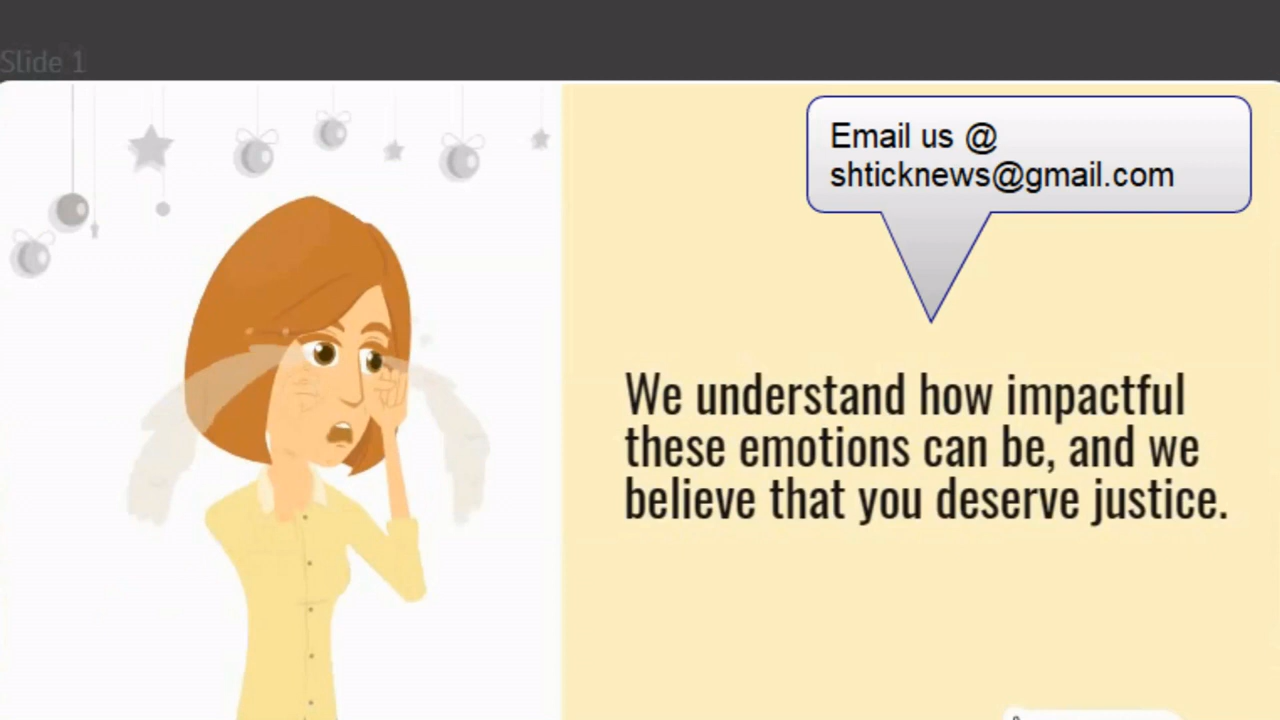 Slide 1
Email us @
shticknews@gmail.com
We understand how impactful
these emotions can be, and we
believe that you deserve justice.